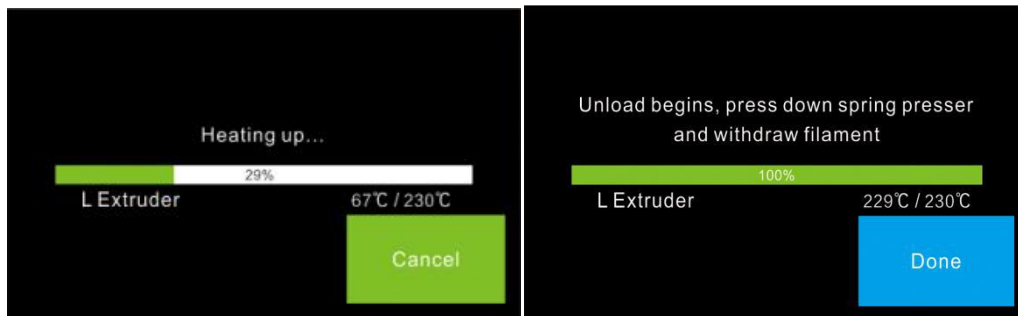 Heating up...
29%
L Extruder 67℃ / 230℃
Cancel
Unload begins, press down spring presser
and withdraw filament
100%
L Extruder 229℃ / 230℃
Done